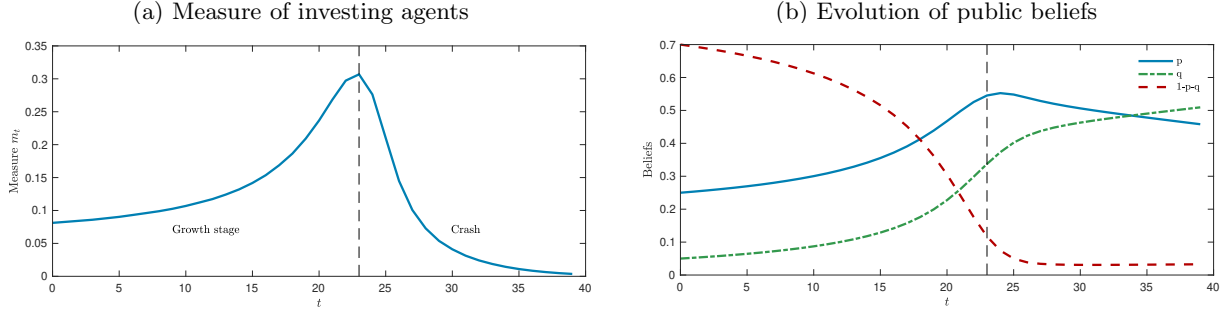 (a) Measure of investing agents
0.35
0.3
0.25
0.2
0.15
0.1
0.05
0
Measure m_t
Growth stage
Crash
0 5 10 15 20 25 30 35 40
t
(b) Evolution of public beliefs
0.7
0.6
0.5
0.4
0.3
0.2
0.1
0
Beliefs
p
q
1-p-q
0 5 10 15 20 25 30 35 40
t